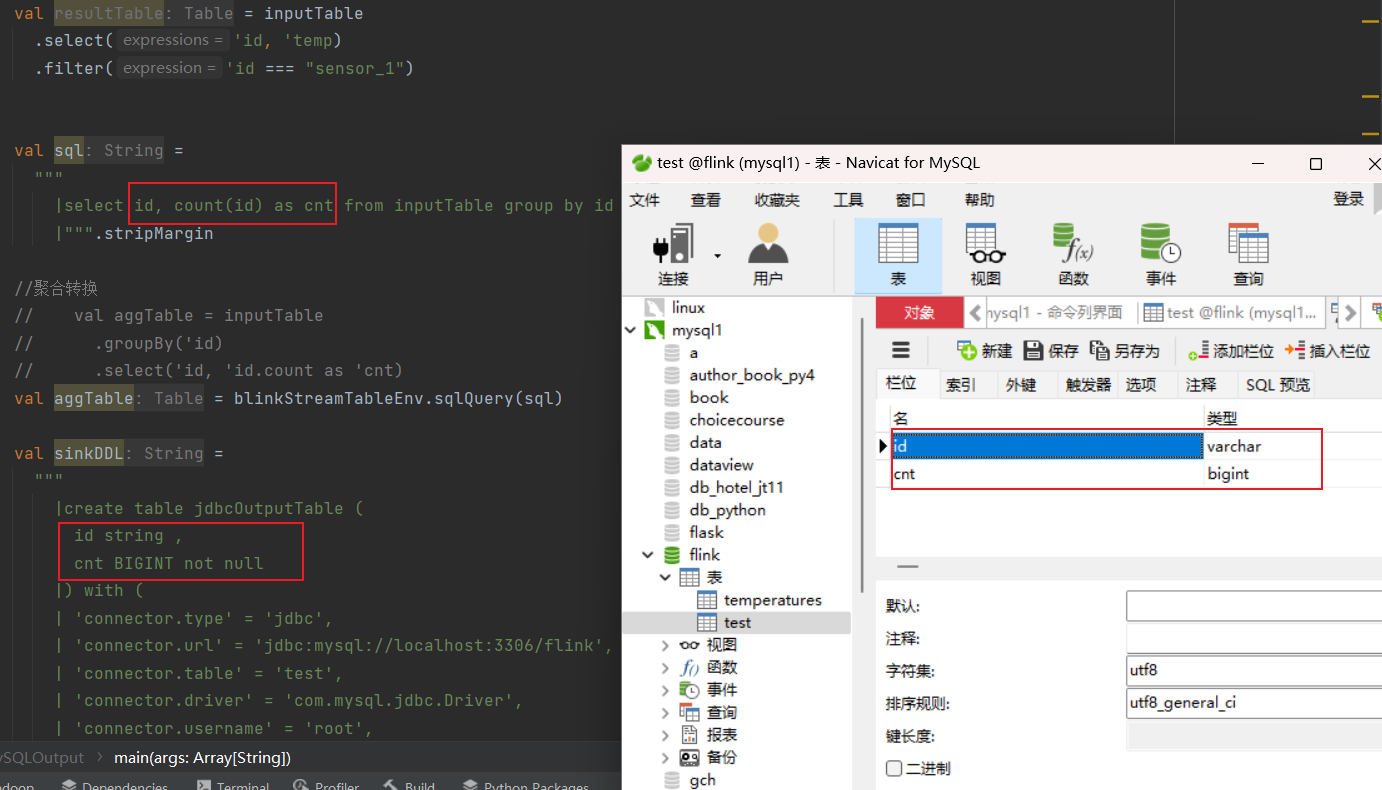 val resultTable: Table = inputTable
.select( expressions = 'id, 'temp)
.filter( expression = 'id === "sensor_1")
val sql: String =
"""
|select id, count(id) as cnt from inputTable group by id
|""".stripMargin
//聚合转换
// val aggTable = inputTable
// .groupBy('id)
// .select('id, 'id.count as 'cnt)
val aggTable: Table = blinkStreamTableEnv.sqlQuery(sql)
val sinkDDL: String =
"""
|create table jdbcOutputTable (
id string ,
cnt BIGINT not null
|) with (
| 'connector.type' = 'jdbc',
| 'connector.url' = 'jdbc:mysql://localhost:3306/flink',
| 'connector.table' = 'test',
| 'connector.driver' = 'com.mysql.jdbc.Driver',
| 'connector.username' = 'root',
ySQLOutput > main(args: Array[String])
Dependencies Terminal Profiler Build Python Packages
test @flink (mysql1) - 表 - Navicat for MySQL
文件 查看 收藏夹 工具 窗口 帮助 登录
连接 用户 表 视图 函数 事件 查询
linux
mysql1
a
author_book_py4
book
choicecourse
data
dataview
db_hotel_jt11
db_python
flask
flink
表
temperatures
test
视图
函数
事件
查询
报表
备份
gch
对象 mysql1 - 命令列界面 test @flink (mysql1...
新建 保存 另存为 添加栏位 插入栏位
栏位 索引 外键 触发器 选项 注释 SQL 预览
名 类型
id varchar
cnt bigint
默认:
注释:
字符集: utf8
排序规则: utf8_general_ci
键长度:
二进制